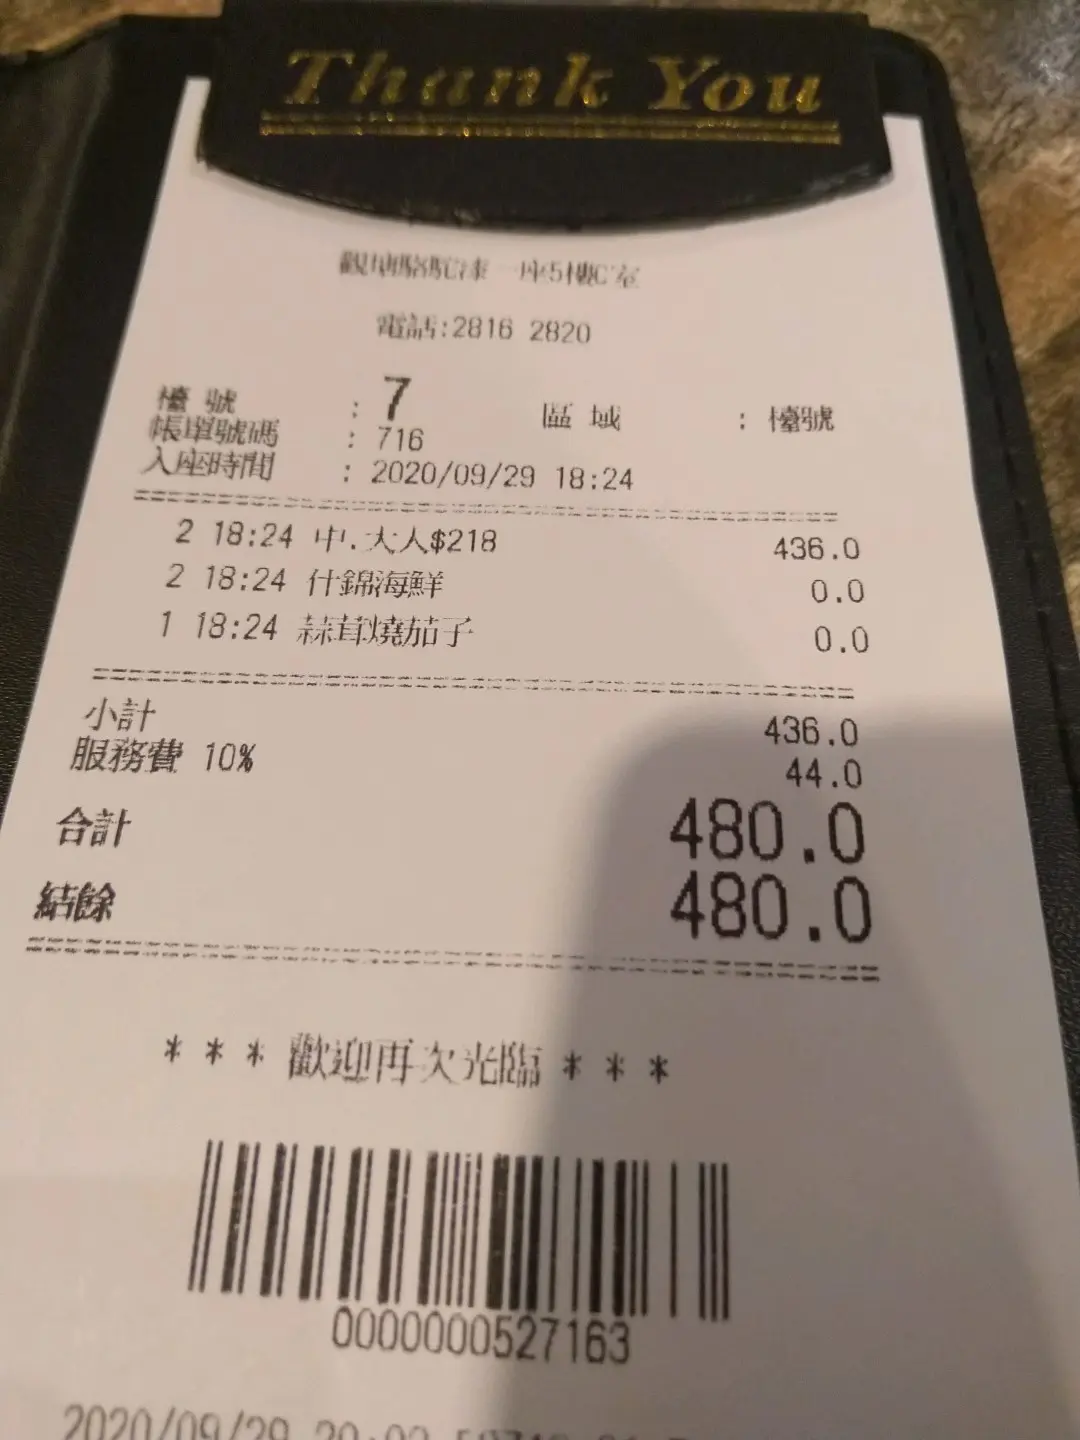 Thank You
觀塘駱駝漆一座5樓C室
電話:2816 2820
檯 號 : 7 區 域 : 檯號
帳單號碼 : 716
入座時間 : 2020/09/29 18:24
2 18:24 中.大人$218 436.0
2 18:24 什錦海鮮 0.0
1 18:24 蒜茸燒茄子 0.0
小計 436.0
服務費 10% 44.0
合計 480.0
結餘 480.0
* * * 歡迎再次光臨 * * *
0000000527163
2020/09/29